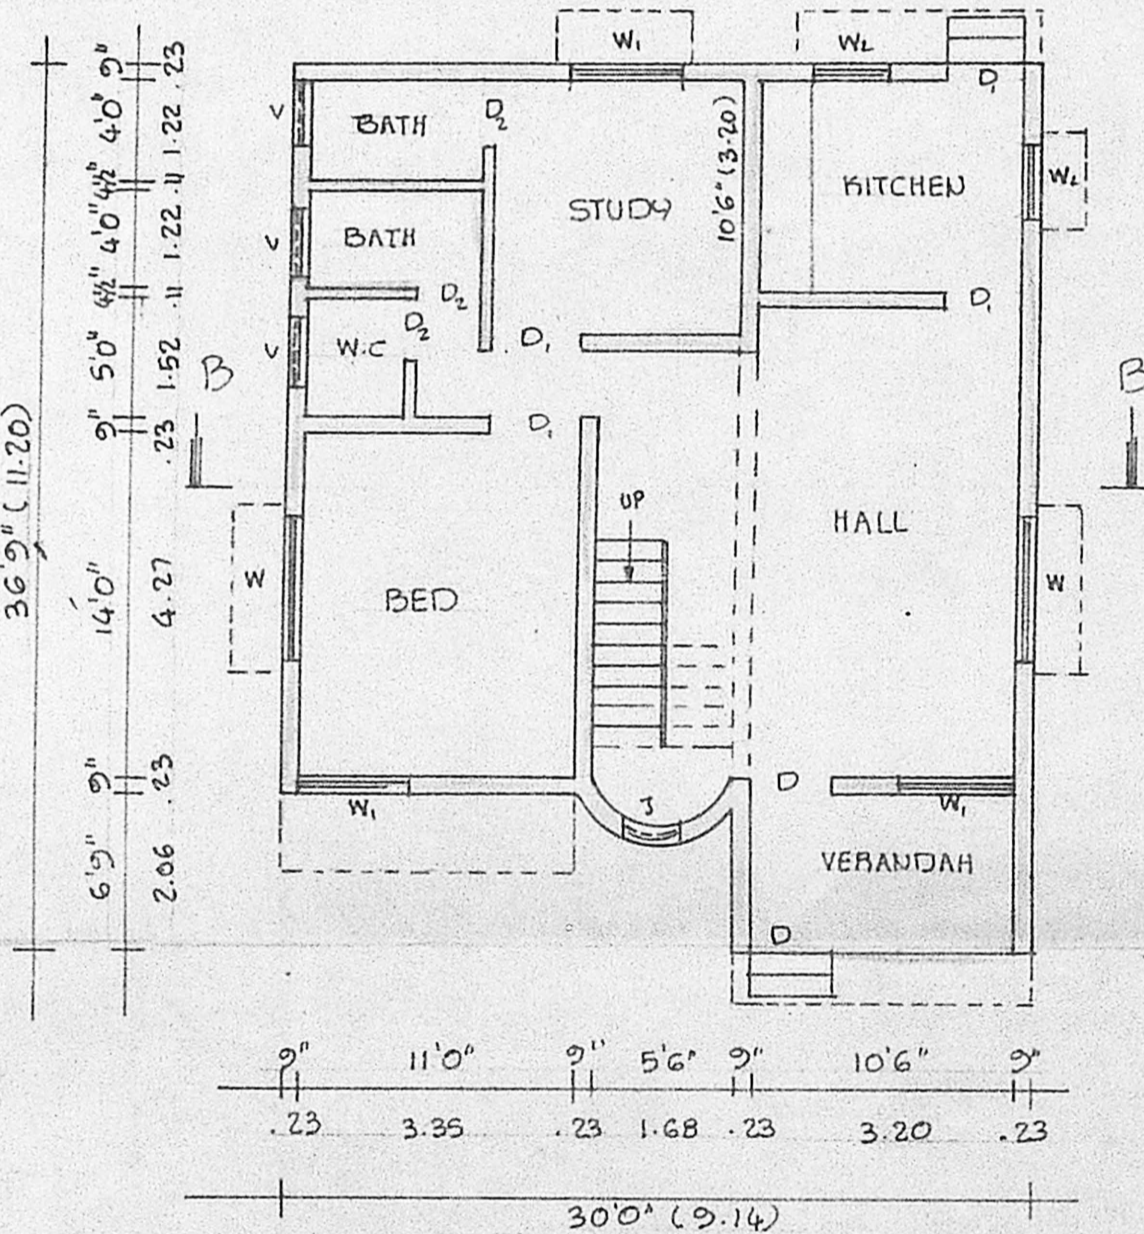 W₁
W₂
D₁
9"
.23
4'0"
1.22
4½"
.11
4'0"
1.22
4½"
.11
5'0"
1.52
9"
.23
14'0"
4.27
9"
.23
6'9"
2.06
36'9" (11.20)
V
BATH
D₂
10'6" (3.20)
KITCHEN
W₂
STUDY
V
BATH
D₂
D₁
V
W.C
D₂
D₁
B
B
D₁
UP
HALL
W
BED
W
W₁
J
D
W₁
VERANDAH
D
9" 11'0" 9" 5'6" 9" 10'6" 9"
.23 3.35 .23 1.68 .23 3.20 .23
30'0" (9.14)